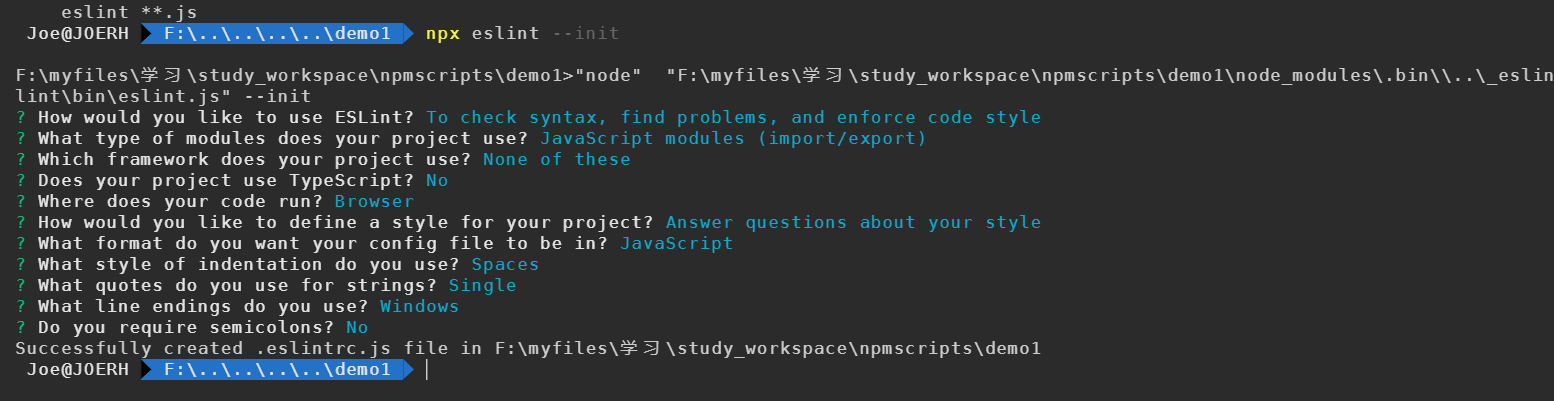 eslint **.js
Joe@JOERH F:\..\..\..\..\demo1 npx eslint --init
F:\myfiles\学习\study_workspace\npmscripts\demo1>"node"  "F:\myfiles\学习\study_workspace\npmscripts\demo1\node_modules\.bin\\..\_eslin
lint\bin\eslint.js" --init
? How would you like to use ESLint? To check syntax, find problems, and enforce code style
? What type of modules does your project use? JavaScript modules (import/export)
? Which framework does your project use? None of these
? Does your project use TypeScript? No
? Where does your code run? Browser
? How would you like to define a style for your project? Answer questions about your style
? What format do you want your config file to be in? JavaScript
? What style of indentation do you use? Spaces
? What quotes do you use for strings? Single
? What line endings do you use? Windows
? Do you require semicolons? No
Successfully created .eslintrc.js file in F:\myfiles\学习\study_workspace\npmscripts\demo1
Joe@JOERH F:\..\..\..\..\demo1